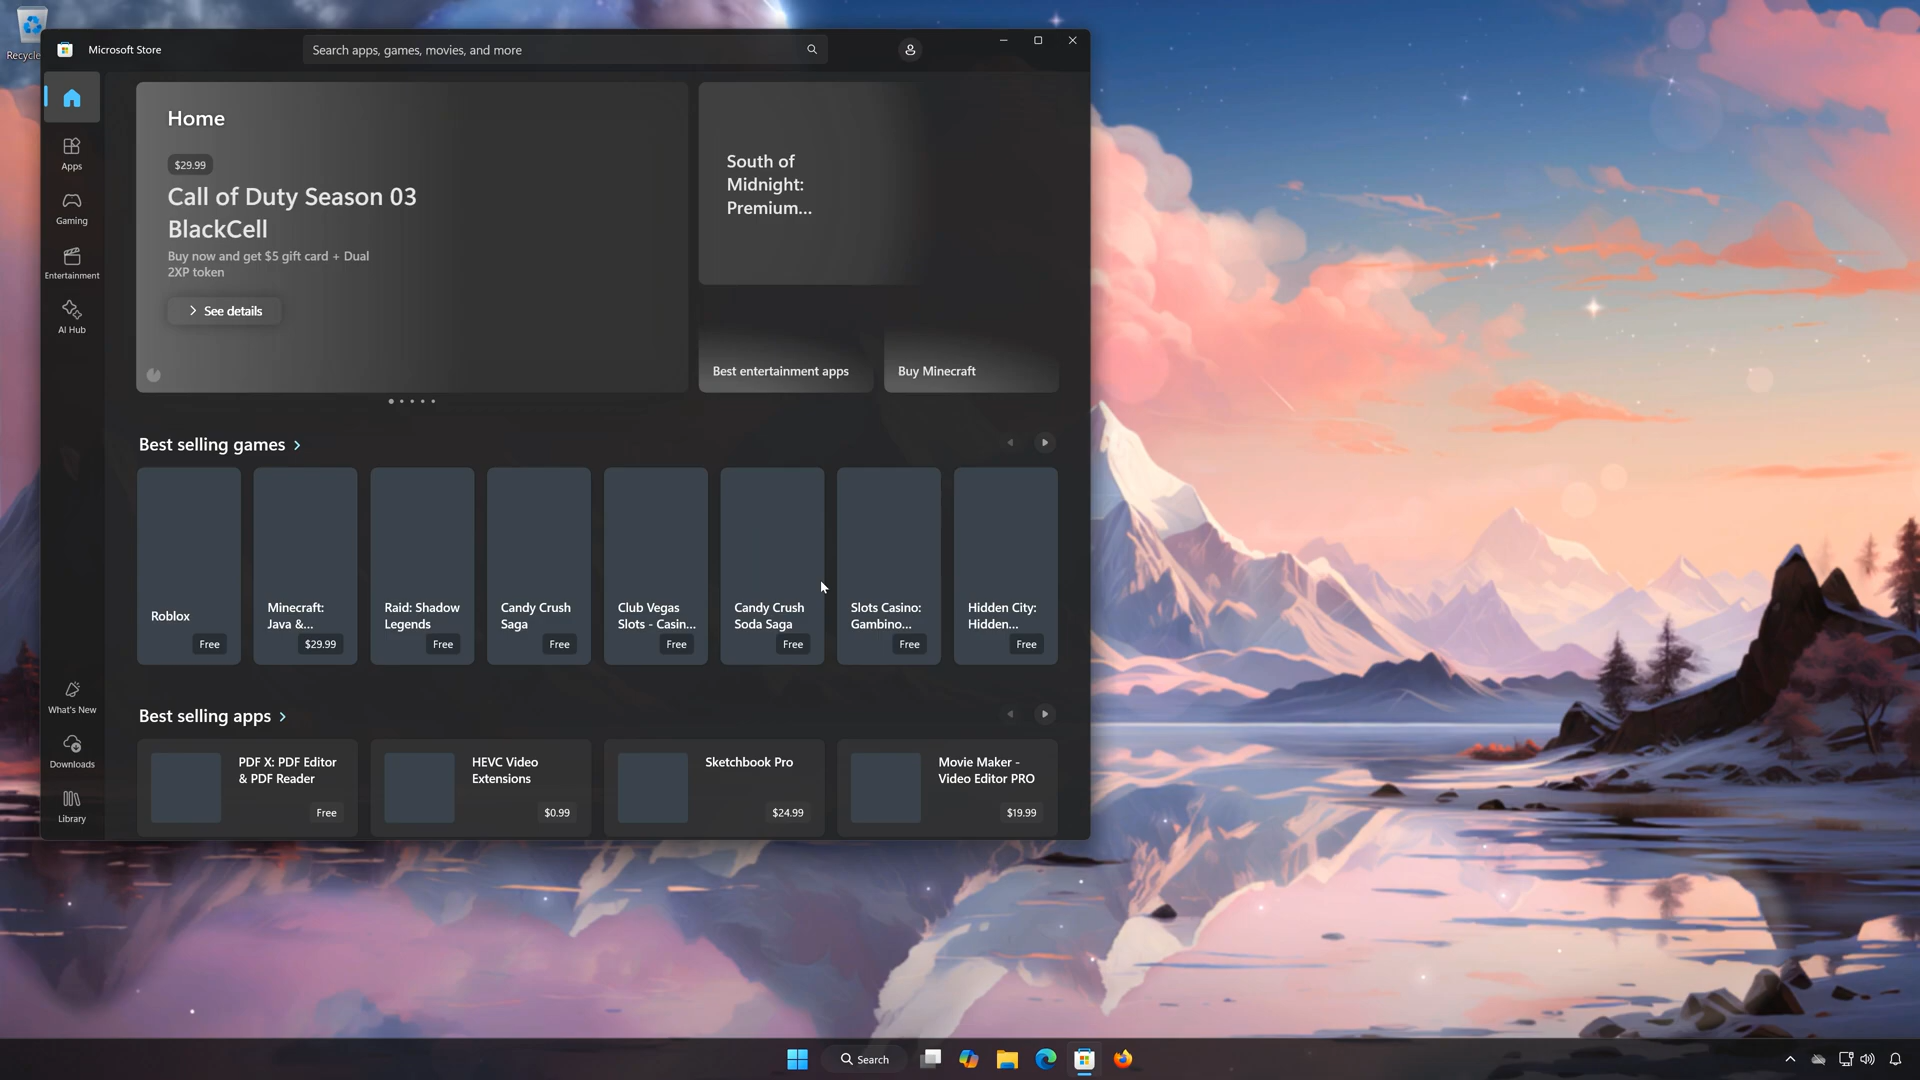 Recycle
Microsoft Store
Search apps, games, movies, and more
Apps
Gaming
Entertainment
AI Hub
What's New
Downloads
Library
Home
$29.99
Call of Duty Season 03
BlackCell
Buy now and get $5 gift card + Dual
2XP token
See details
South of
Midnight:
Premium...
Best entertainment apps
Buy Minecraft
Best selling games
Roblox
Free
Minecraft:
Java &...
$29.99
Raid: Shadow
Legends
Free
Candy Crush
Saga
Free
Club Vegas
Slots - Casin...
Free
Candy Crush
Soda Saga
Free
Slots Casino:
Gambino...
Free
Hidden City:
Hidden...
Free
Best selling apps
PDF X: PDF Editor
& PDF Reader
Free
HEVC Video
Extensions
$0.99
Sketchbook Pro
$24.99
Movie Maker -
Video Editor PRO
$19.99
Search